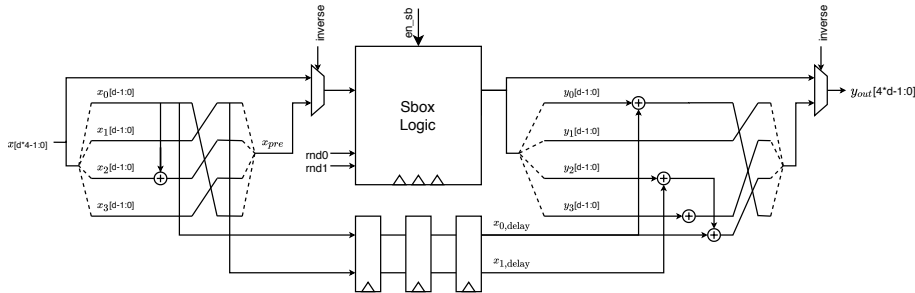 inverse
en_sb
inverse
x[d*4-1:0]
x0[d-1:0]
x1[d-1:0]
x2[d-1:0]
x3[d-1:0]
xpre
Sbox
Logic
rnd0
rnd1
y0[d-1:0]
y1[d-1:0]
y2[d-1:0]
y3[d-1:0]
yout[4*d-1:0]
x0,delay
x1,delay